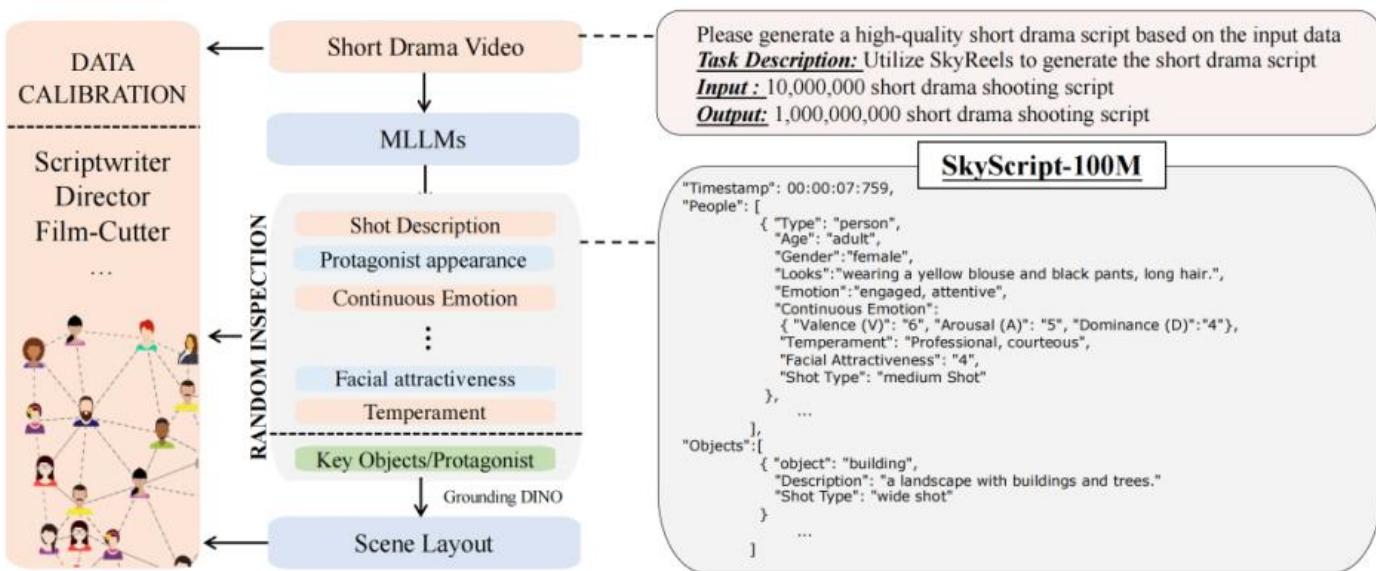 DATA
CALIBRATION
Scriptwriter
Director
Film-Cutter
...
RANDOM INSPECTION
Short Drama Video
MLLMs
Shot Description
Protagonist appearance
Continuous Emotion
⋮
Facial attractiveness
Temperament
Key Objects/Protagonist
Grounding DINO
Scene Layout
Please generate a high-quality short drama script based on the input data
Task Description: Utilize SkyReels to generate the short drama script
Input : 10,000,000 short drama shooting script
Output: 1,000,000,000 short drama shooting script
SkyScript-100M
"Timestamp": 00:00:07:759,
"People": [
{ "Type": "person",
"Age": "adult",
"Gender":"female",
"Looks":"wearing a yellow blouse and black pants, long hair.",
"Emotion":"engaged, attentive",
"Continuous Emotion":
{ "Valence (V)": "6", "Arousal (A)": "5", "Dominance (D)":"4"},
"Temperament": "Professional, courteous",
"Facial Attractiveness": "4",
"Shot Type": "medium Shot"
},
...
],
"Objects":[
{ "object": "building",
"Description": "a landscape with buildings and trees."
"Shot Type": "wide shot"
}
...
]